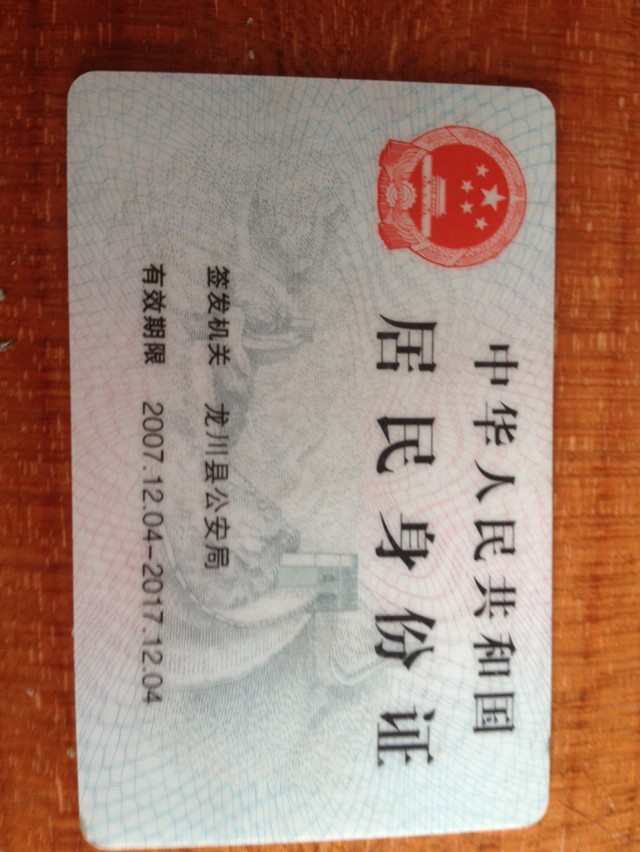 中华人民共和国
居民身份证
签发机关 龙川县公安局
有效期限 2007.12.04-2017.12.04